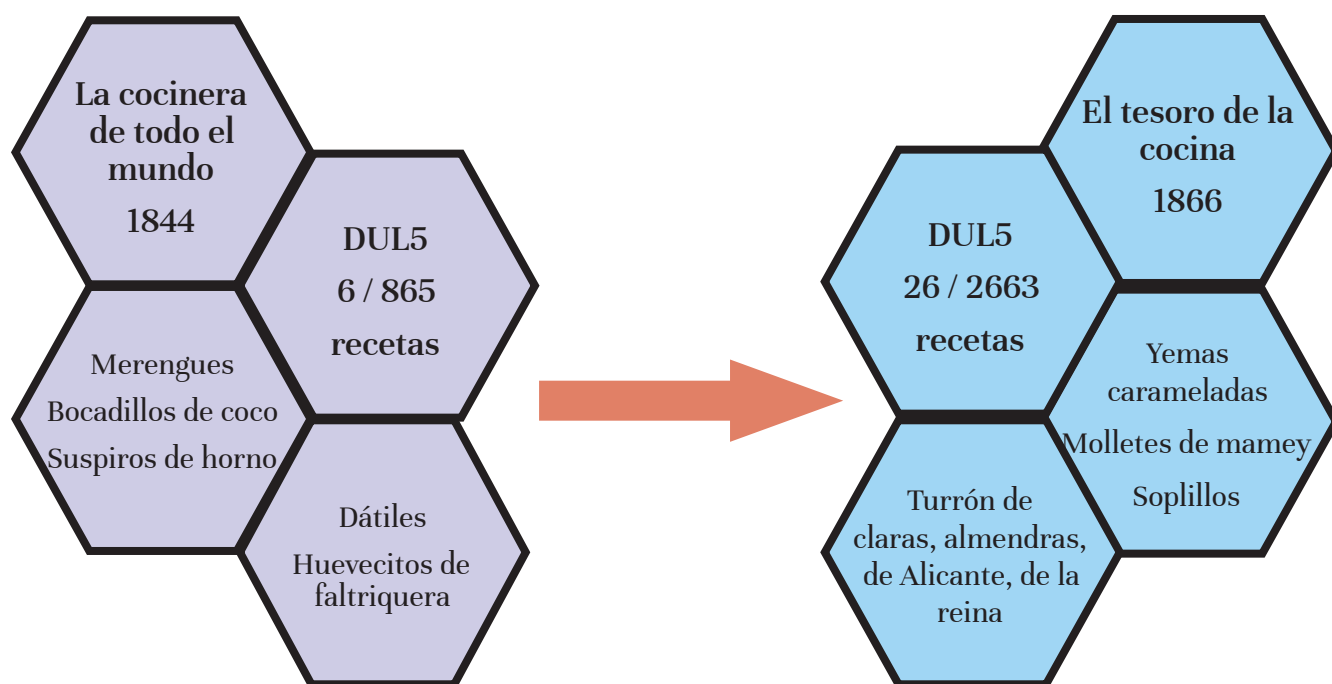 La cocinera
de todo el
mundo
1844
DUL5
6 / 865
recetas
Merengues
Bocadillos de coco
Suspiros de horno
Dátiles
Huevecitos de
faltriquera
El tesoro de la
cocina
1866
DUL5
26 / 2663
recetas
Yemas
carameladas
Molletes de mamey
Soplillos
Turrón de
claras, almendras,
de Alicante, de la
reina